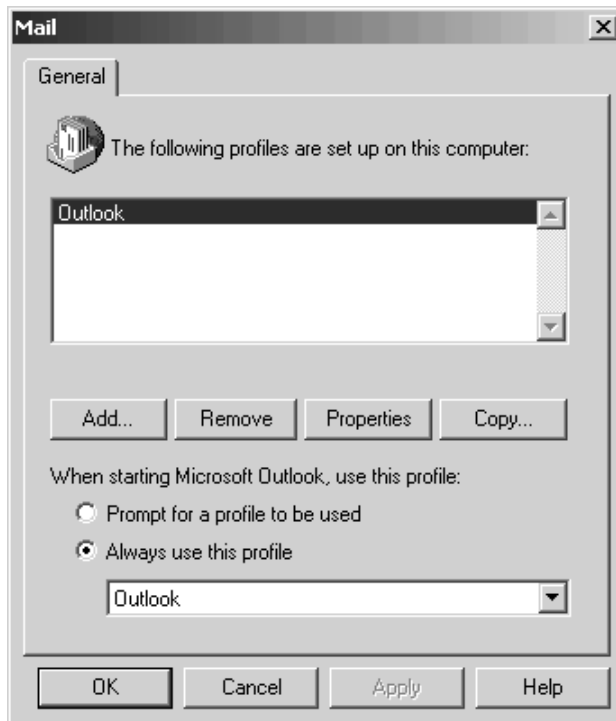 Mail
General
The following profiles are set up on this computer:
Outlook
Add... Remove Properties Copy...
When starting Microsoft Outlook, use this profile:
Prompt for a profile to be used
Always use this profile
Outlook
OK Cancel Apply Help